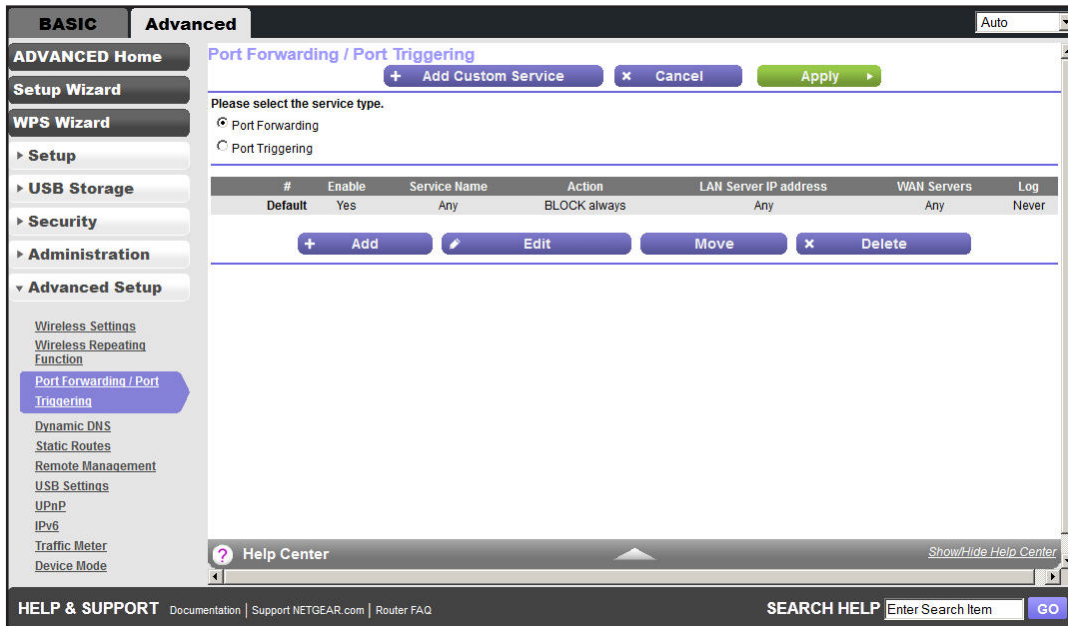 BASIC
Advanced
Auto
ADVANCED Home
Setup Wizard
WPS Wizard
Setup
USB Storage
Security
Administration
Advanced Setup
Wireless Settings
Wireless Repeating
Function
Port Forwarding / Port
Triggering
Dynamic DNS
Static Routes
Remote Management
USB Settings
UPnP
IPv6
Traffic Meter
Device Mode
Port Forwarding / Port Triggering
+ Add Custom Service
× Cancel
Apply
Please select the service type.
Port Forwarding
Port Triggering
# Enable Service Name Action LAN Server IP address WAN Servers Log
Default Yes Any BLOCK always Any Any Never
+ Add
Edit
Move
× Delete
? Help Center
Show/Hide Help Center
HELP & SUPPORT Documentation | Support NETGEAR.com | Router FAQ
SEARCH HELP Enter Search Item GO